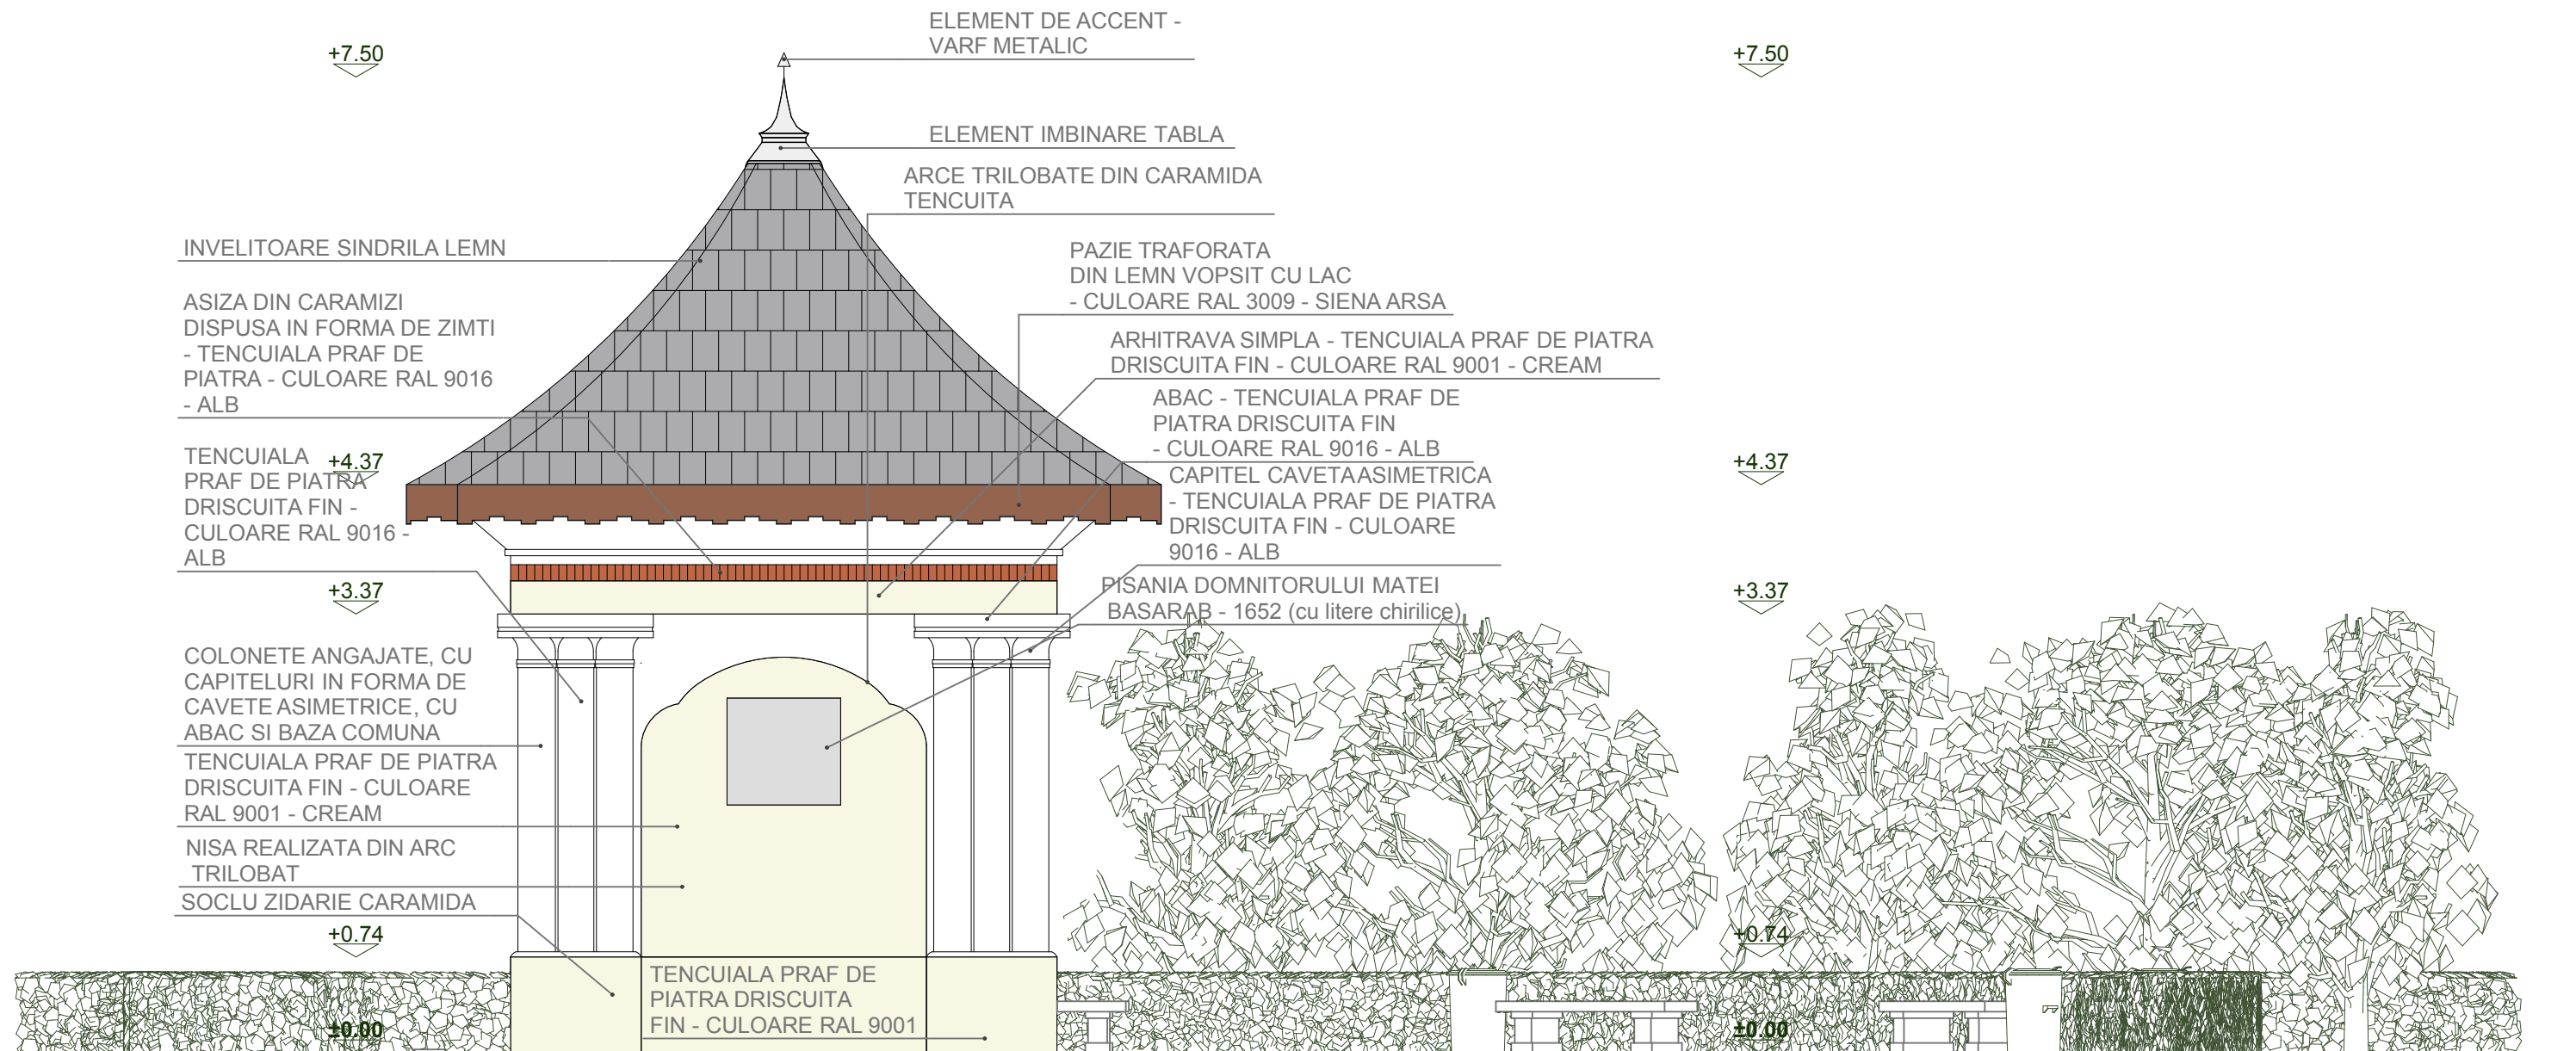 ELEMENT DE ACCENT -
VARF METALIC
+7.50
+7.50
ELEMENT IMBINARE TABLA
ARCE TRILOBATE DIN CARAMIDA
TENCUITA
INVELITOARE SINDRILA LEMN
PAZIE TRAFORATA
DIN LEMN VOPSIT CU LAC
- CULOARE RAL 3009 - SIENA ARSA
ASIZA DIN CARAMIZI
DISPUSA IN FORMA DE ZIMTI
- TENCUIALA PRAF DE
PIATRA - CULOARE RAL 9016
- ALB
ARHITRAVA SIMPLA - TENCUIALA PRAF DE PIATRA
DRISCUITA FIN - CULOARE RAL 9001 - CREAM
ABAC - TENCUIALA PRAF DE
PIATRA DRISCUITA FIN
- CULOARE RAL 9016 - ALB
TENCUIALA
PRAF DE PIATRA
DRISCUITA FIN -
CULOARE RAL 9016 -
ALB
+4.37
+4.37
CAPITEL CAVETA ASIMETRICA
- TENCUIALA PRAF DE PIATRA
DRISCUITA FIN - CULOARE
9016 - ALB
+3.37
+3.37
PISANIA DOMNITORULUI MATEI
BASARAB - 1652 (cu litere chirilice)
COLONETE ANGAJATE, CU
CAPITELURI IN FORMA DE
CAVETE ASIMETRICE, CU
ABAC SI BAZA COMUNA
TENCUIALA PRAF DE PIATRA
DRISCUITA FIN - CULOARE
RAL 9001 - CREAM
NISA REALIZATA DIN ARC
TRILOBAT
SOCLU ZIDARIE CARAMIDA
+0.74
+0.74
TENCUIALA PRAF DE
PIATRA DRISCUITA
FIN - CULOARE RAL 9001
±0.00
±0.00